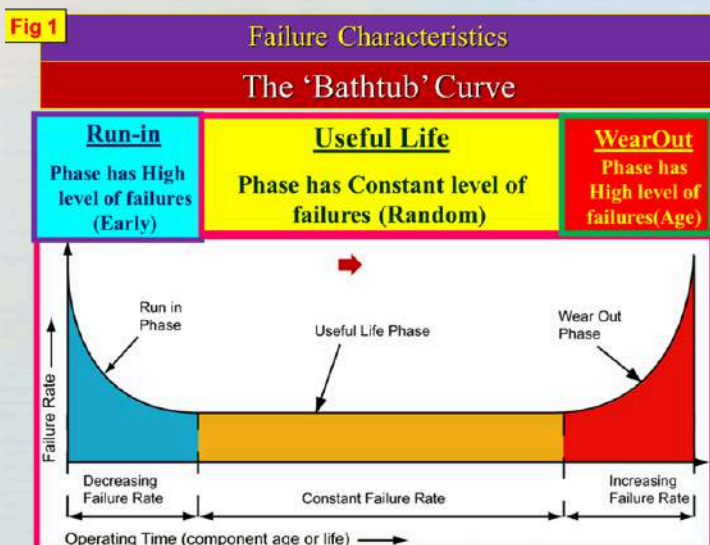 Fig 1
Failure Characteristics
The ‘Bathtub’ Curve
Run-in
Phase has High
level of failures
(Early)
Useful Life
Phase has Constant level of
failures (Random)
WearOut
Phase has
High level of
failures(Age)
Failure Rate
Run in
Phase
Useful Life Phase
Wear Out
Phase
Decreasing
Failure Rate
Constant Failure Rate
Increasing
Failure Rate
Operating Time (component age or life)